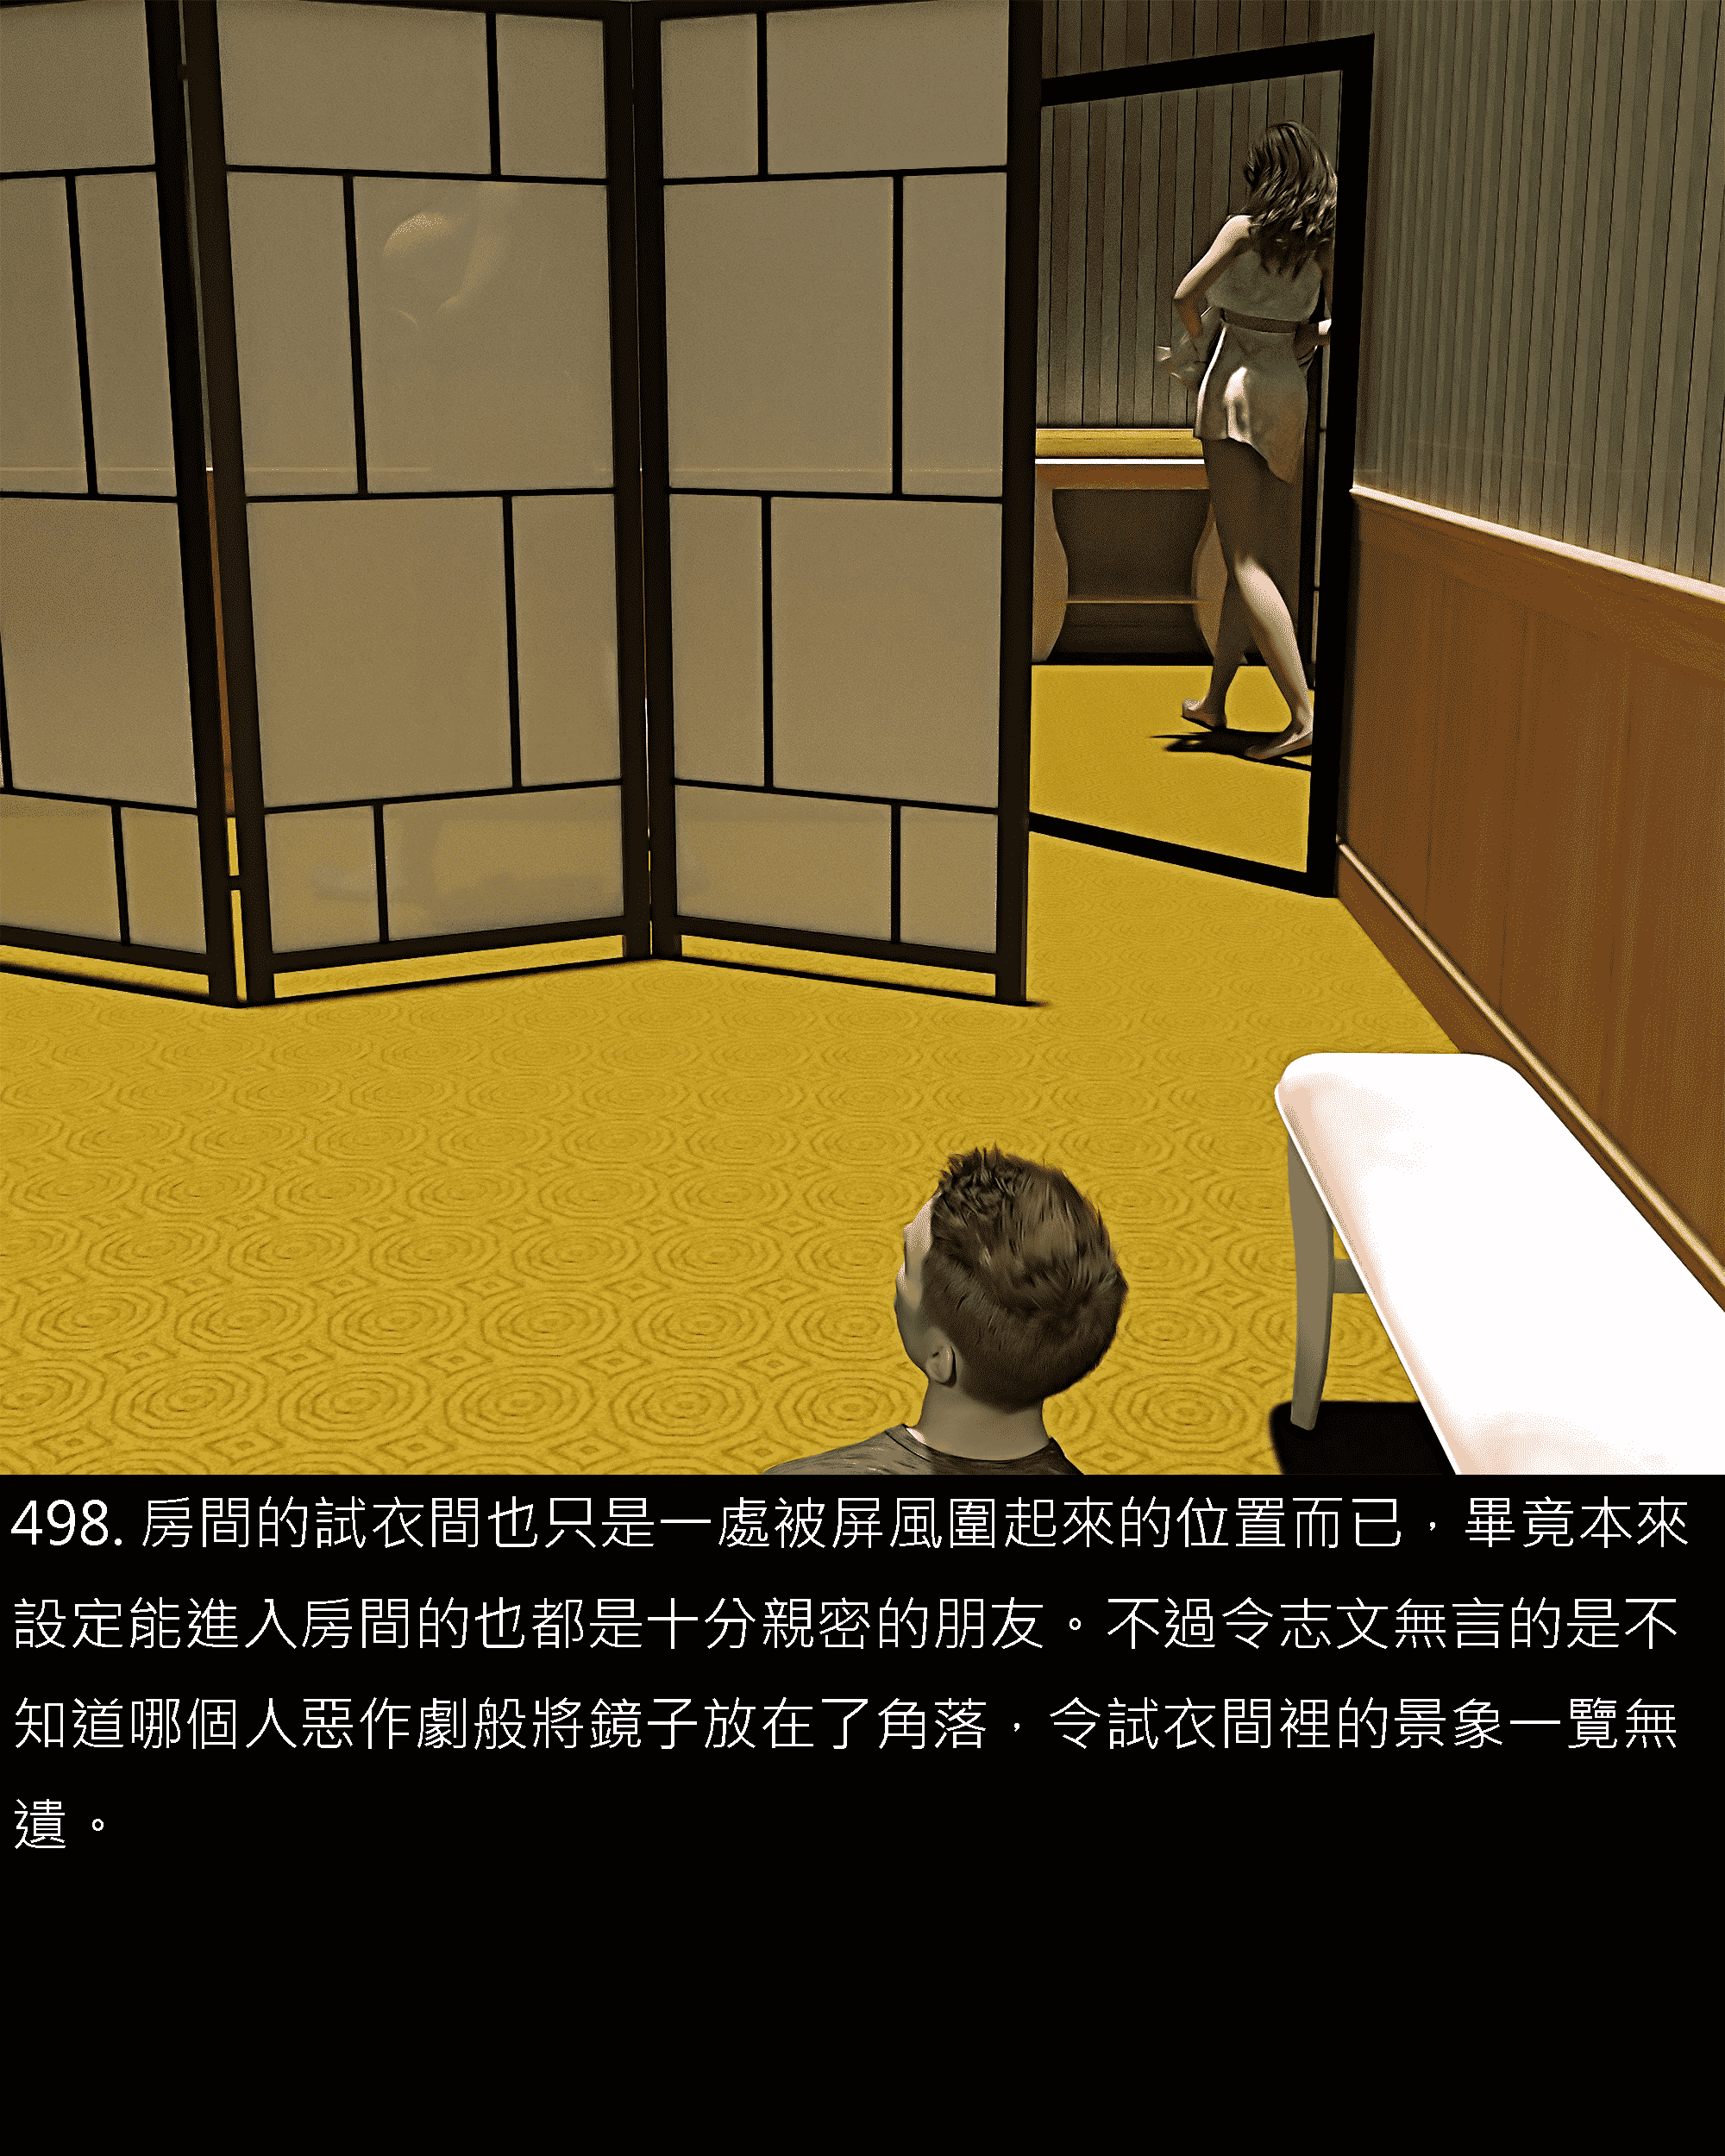 498. 房間的試衣間也只是一處被屏風圍起來的位置而已，畢竟本來
設定能進入房間的也都是十分親密的朋友。不過令志文無言的是不
知道哪個人惡作劇般將鏡子放在了角落，令試衣間裡的景象一覽無
遺。